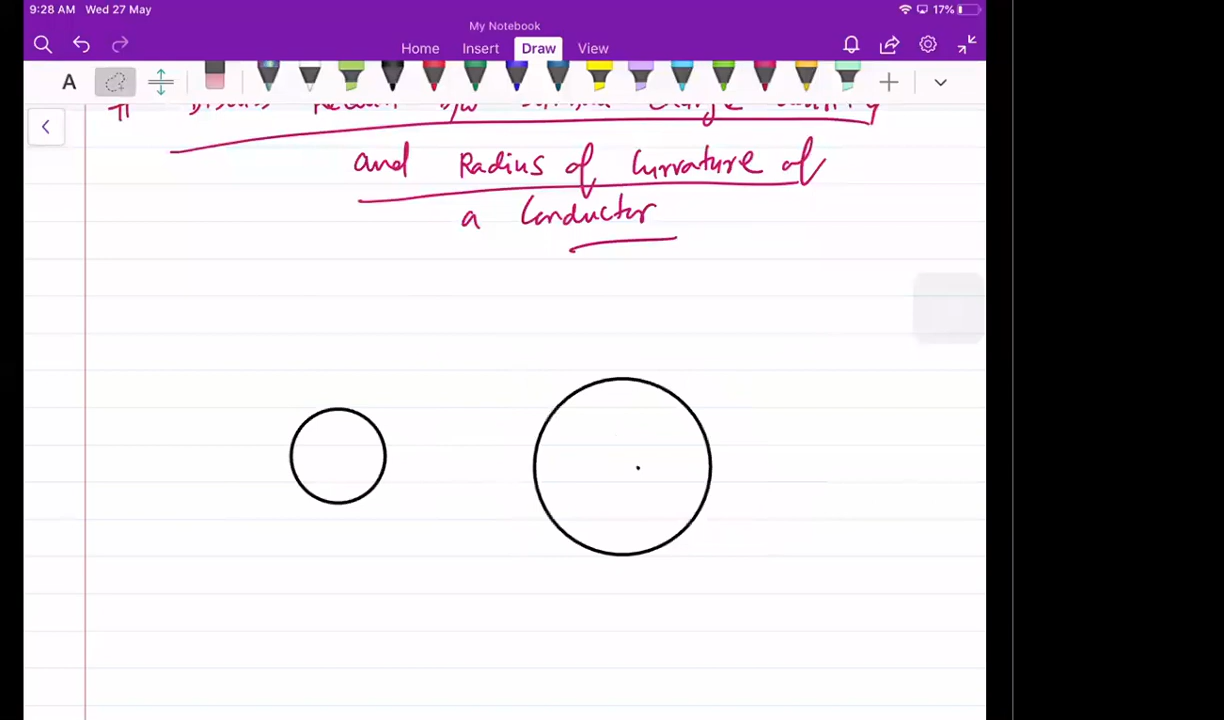 9:28 AM Wed 27 May
17%
My Notebook
Home Insert Draw View
A
and Radius of Curvature of
a Conductor